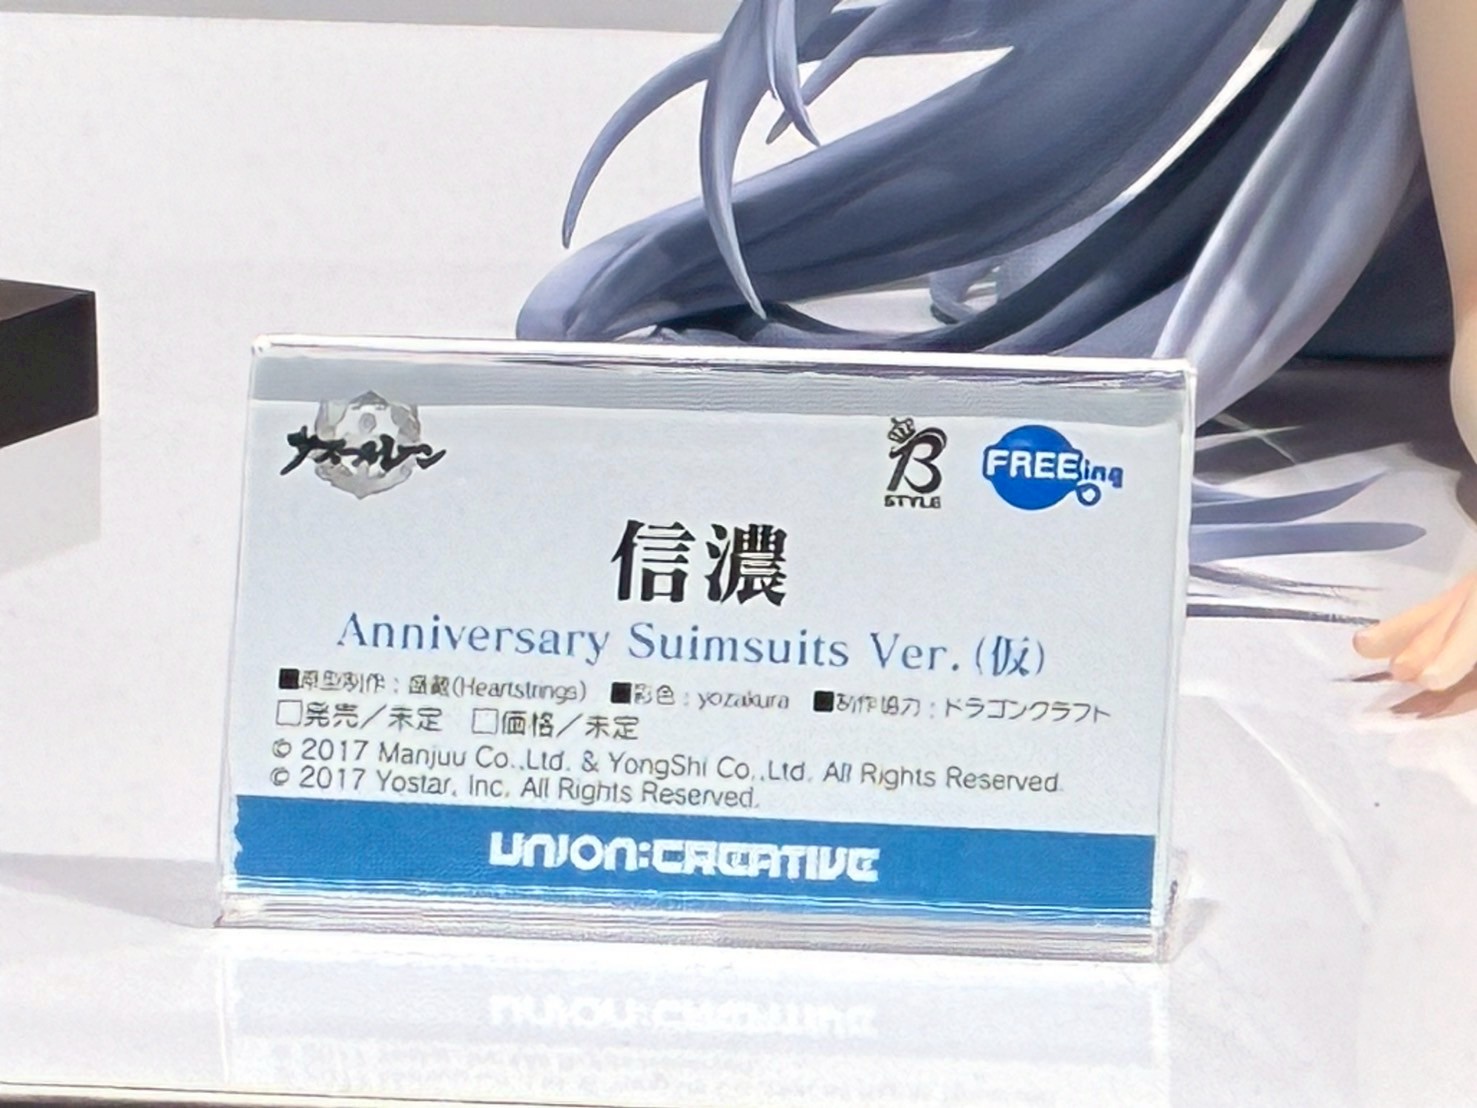 アズールレーン
B STYLE
FREEing
信濃
Anniversary Suimsuits Ver.(仮)
■原型制作：(Heartstrings) ■彩色：yozakura ■制作協力：ドラゴンクラフト
□発売／未定 □価格／未定
© 2017 Manjuu Co.,Ltd. & YongShi Co.,Ltd. All Rights Reserved.
© 2017 Yostar, Inc. All Rights Reserved.
UNION:CREATIVE